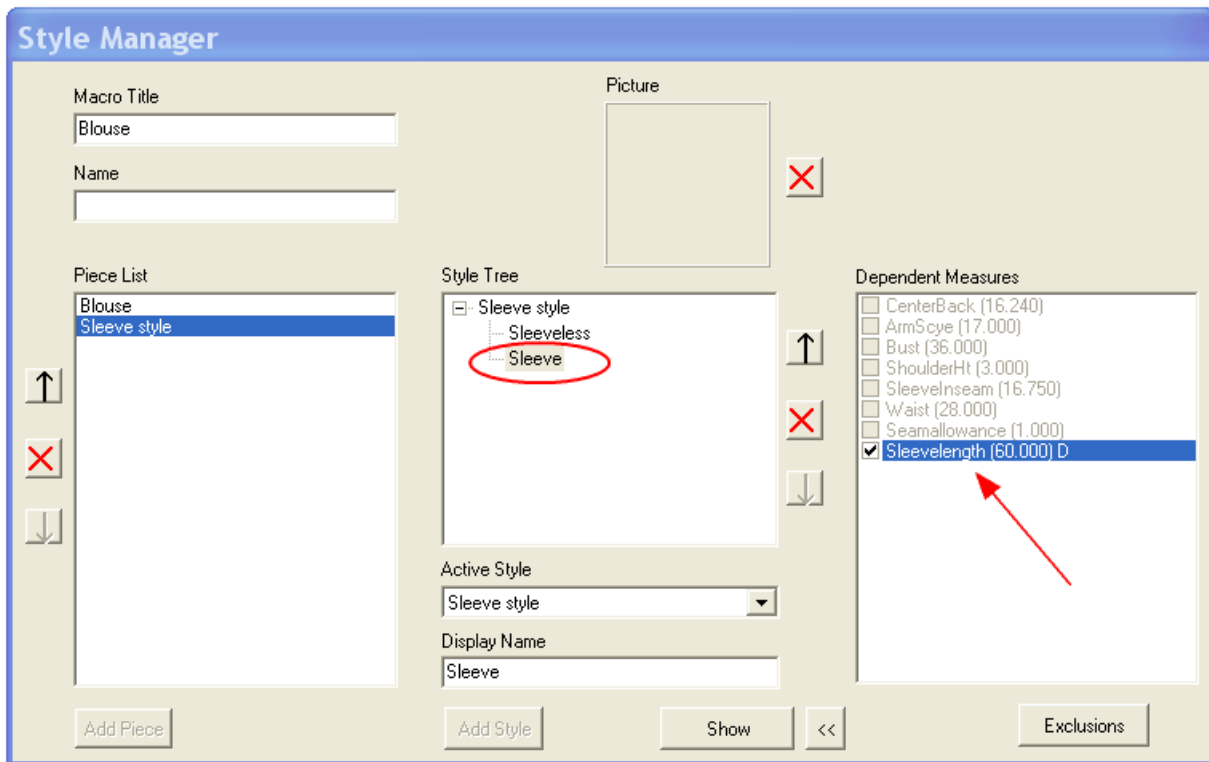 Style Manager
Macro Title
Blouse
Name
Picture
Piece List
Blouse
Sleeve style
Style Tree
Sleeve style
Sleeveless
Sleeve
Dependent Measures
CenterBack (16.240)
ArmScye (17.000)
Bust (36.000)
ShoulderHt (3.000)
SleeveInseam (16.750)
Waist (28.000)
Seamallowance (1.000)
Sleevelength (60.000) D
Active Style
Sleeve style
Display Name
Sleeve
Add Piece
Add Style
Show
<<
Exclusions